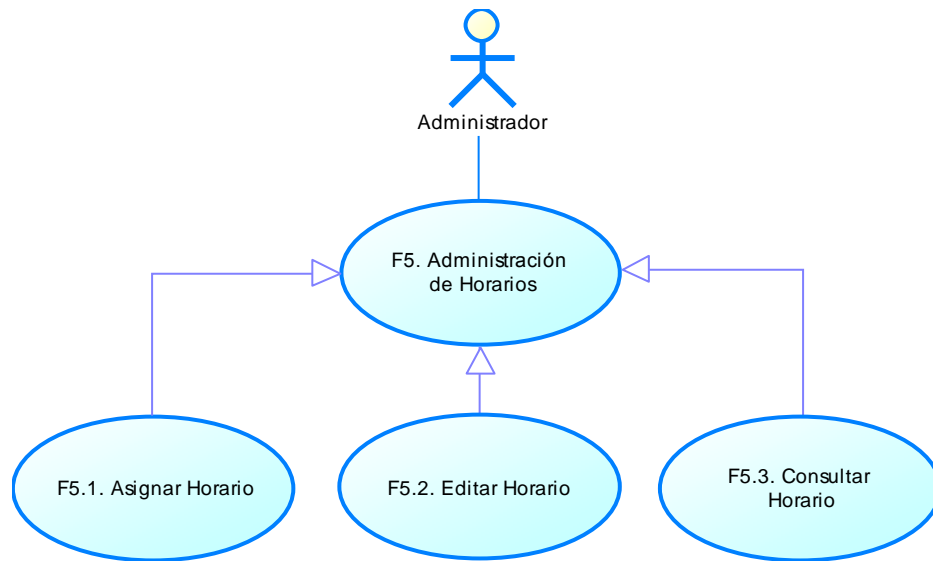 Administrador
F5. Administración
de Horarios
F5.1. Asignar Horario
F5.2. Editar Horario
F5.3. Consultar
Horario